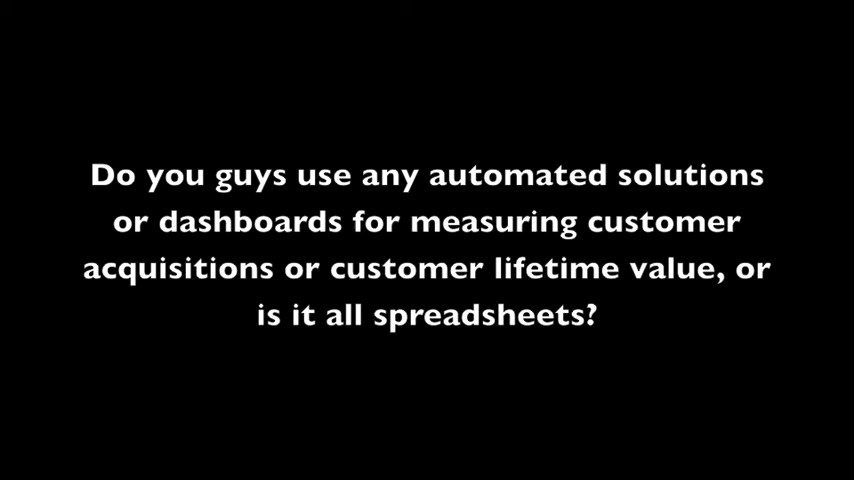 Do you guys use any automated solutions
or dashboards for measuring customer
acquisitions or customer lifetime value, or
is it all spreadsheets?